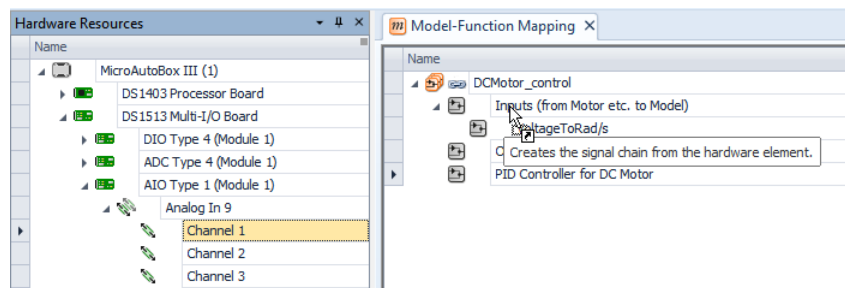 Hardware Resources
Name
MicroAutoBox III (1)
DS1403 Processor Board
DS1513 Multi-I/O Board
DIO Type 4 (Module 1)
ADC Type 4 (Module 1)
AIO Type 1 (Module 1)
Analog In 9
Channel 1
Channel 2
Channel 3
m Model-Function Mapping
Name
DCMotor_control
Inputs (from Motor etc. to Model)
ltageToRad/s
Creates the signal chain from the hardware element.
PID Controller for DC Motor